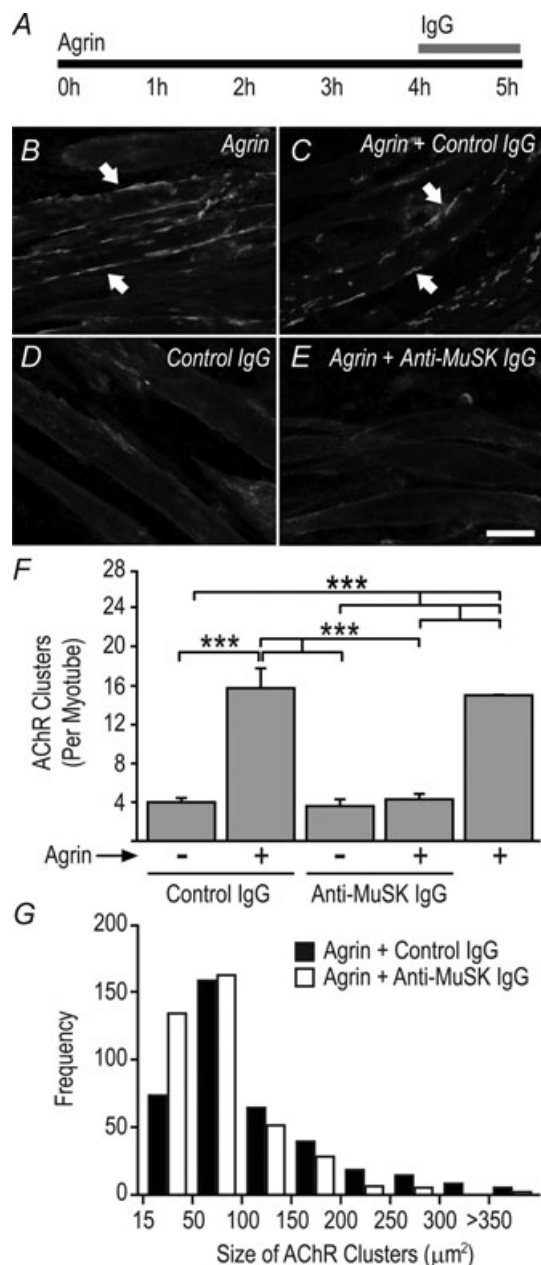 A
Agrin
IgG
0h 1h 2h 3h 4h 5h
B
Agrin
C
Agrin + Control IgG
D
Control IgG
E
Agrin + Anti-MuSK IgG
F
AChR Clusters
(Per Myotube)
28
24
20
16
12
8
4
***
***
***
Agrin
- + - + +
Control IgG
Anti-MuSK IgG
G
Frequency
200
150
100
50
0
Agrin + Control IgG
Agrin + Anti-MuSK IgG
15 50 100 150 200 250 300 >350
Size of AChR Clusters (μm²)